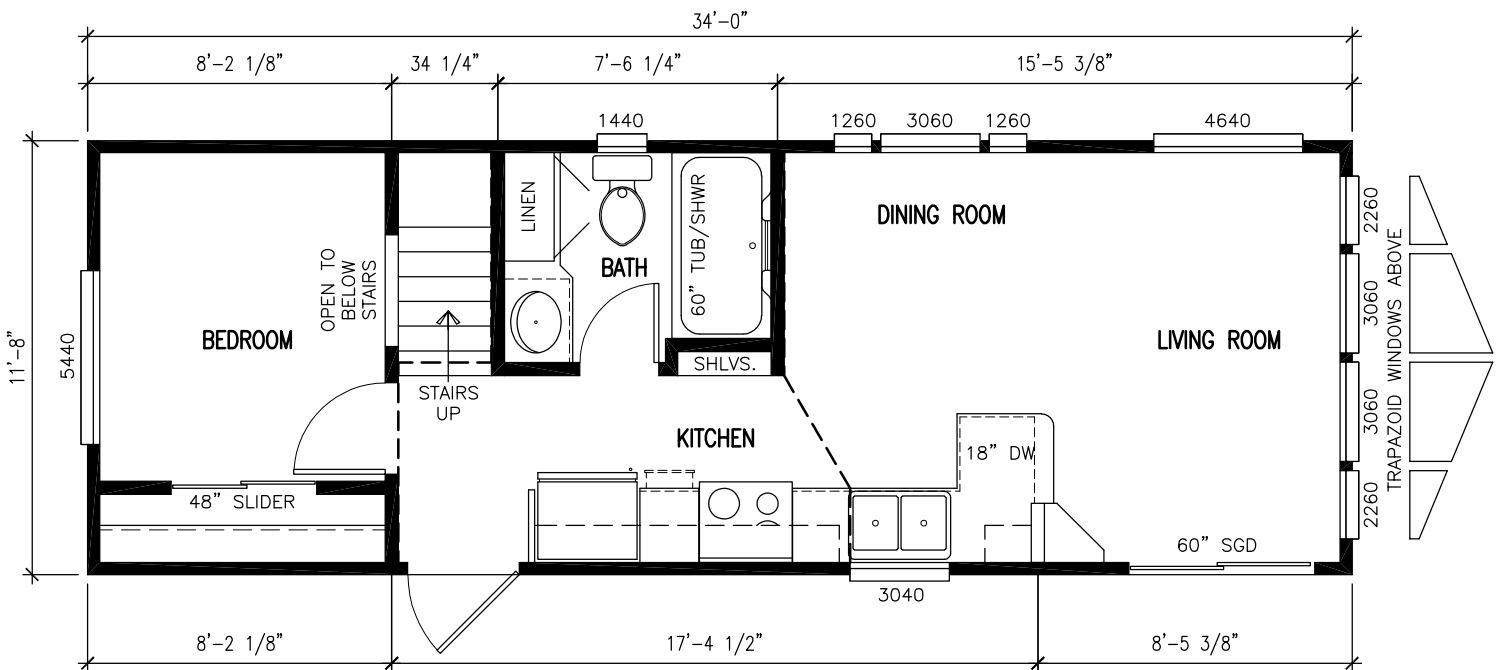 34'-0"
8'-2 1/8"
34 1/4"
7'-6 1/4"
15'-5 3/8"
1440
1260
3060
1260
4640
11'-8"
5440
BEDROOM
OPEN TO
BELOW
STAIRS
STAIRS
UP
LINEN
BATH
60" TUB/SHWR
SHLVS.
DINING ROOM
LIVING ROOM
KITCHEN
18" DW
48" SLIDER
60" SGD
3040
2260
3060
3060
2260
TRAPAZOID WINDOWS ABOVE
8'-2 1/8"
17'-4 1/2"
8'-5 3/8"